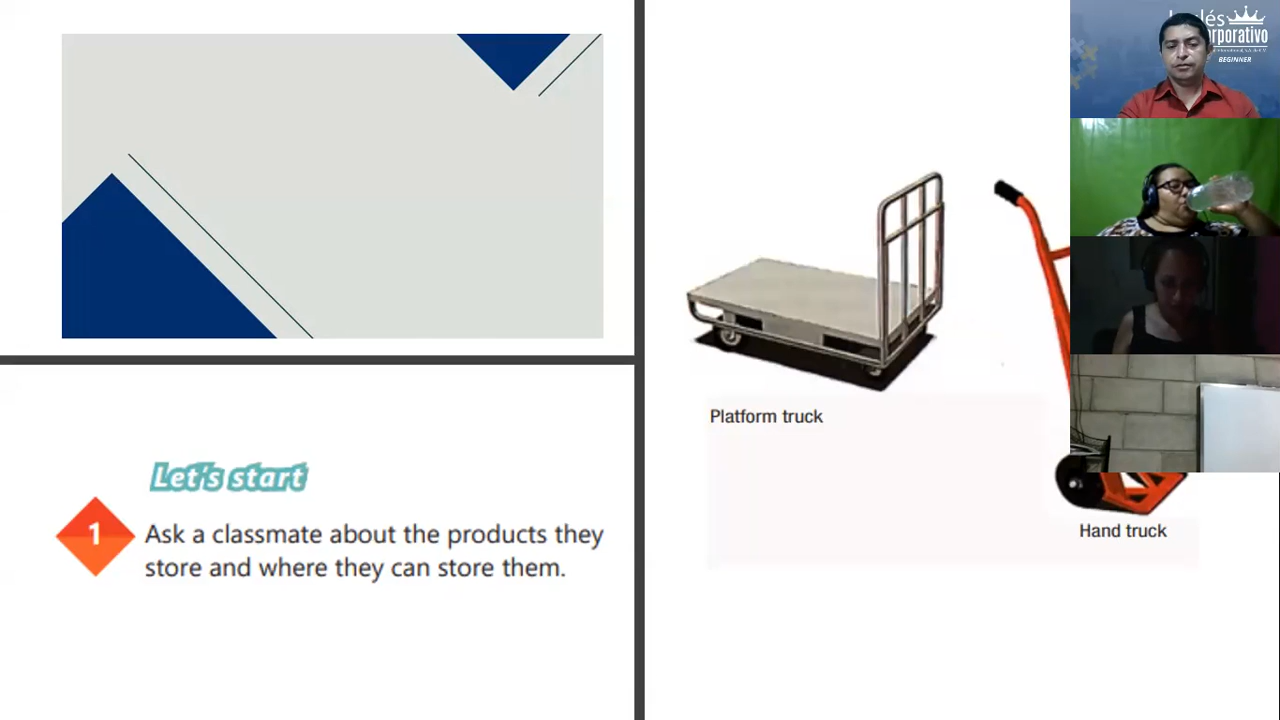 Let's start
1
Ask a classmate about the products they
store and where they can store them.
Platform truck
Hand truck
BEGINNER